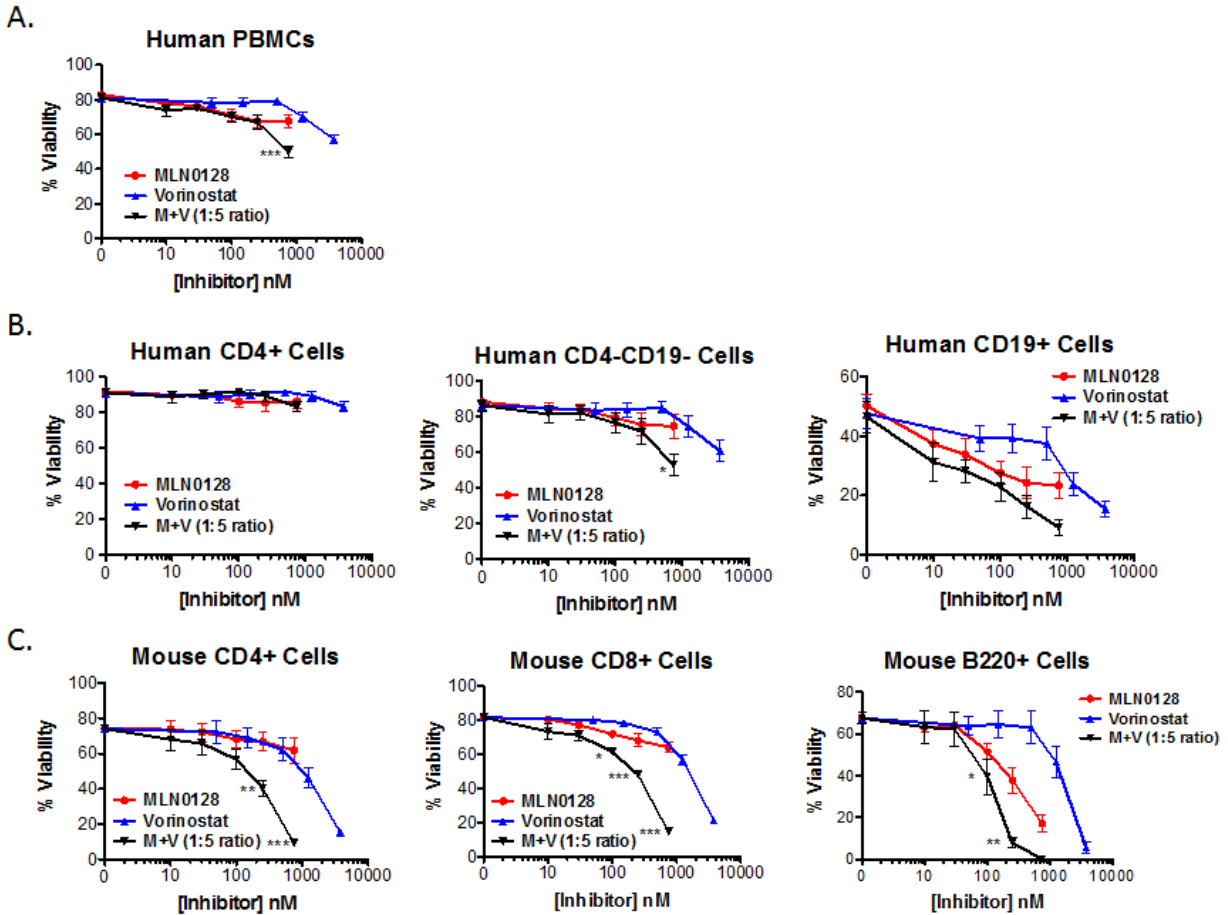 A.
Human PBMCs
100
80
60
40
20
0
% Viability
***
MLN0128
Vorinostat
M+V (1:5 ratio)
0 10 100 1000 10000
[Inhibitor] nM
B.
Human CD4+ Cells
100
80
60
40
20
0
% Viability
MLN0128
Vorinostat
M+V (1:5 ratio)
0 10 100 1000 10000
[Inhibitor] nM
Human CD4-CD19- Cells
100
80
60
40
20
0
% Viability
*
MLN0128
Vorinostat
M+V (1:5 ratio)
0 10 100 1000 10000
[Inhibitor] nM
Human CD19+ Cells
60
40
20
0
% Viability
MLN0128
Vorinostat
M+V (1:5 ratio)
0 10 100 1000 10000
[Inhibitor] nM
C.
Mouse CD4+ Cells
100
80
60
40
20
0
% Viability
**
***
MLN0128
Vorinostat
M+V (1:5 ratio)
0 10 100 1000 10000
[Inhibitor] nM
Mouse CD8+ Cells
100
80
60
40
20
0
% Viability
*
***
***
MLN0128
Vorinostat
M+V (1:5 ratio)
0 10 100 1000 10000
[Inhibitor] nM
Mouse B220+ Cells
80
60
40
20
0
% Viability
*
**
MLN0128
Vorinostat
M+V (1:5 ratio)
0 10 100 1000 10000
[Inhibitor] nM